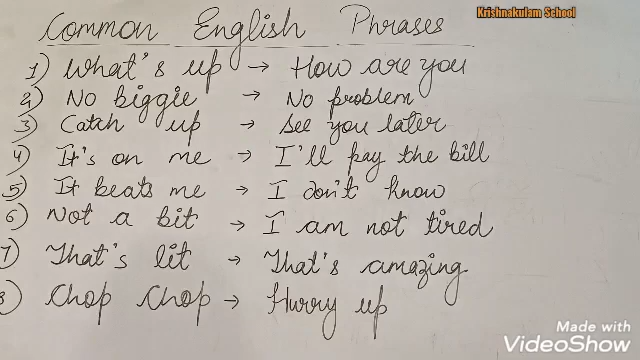 Krishnakulam School
Common English Phrases
1) What's up → How are you
2) No biggie → No problem
3) Catch up → See you later
4) It's on me → I'll pay the bill
5) It beats me → I don't know
6) Not a bit → I am not tired
7) That's lit → That's amazing
8) Chop Chop → Hurry up
Made with
VideoShow